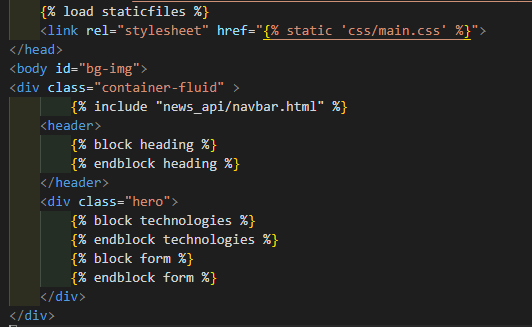 {% load staticfiles %}
<link rel="stylesheet" href="{% static 'css/main.css' %}">
</head>
<body id="bg-img">
<div class="container-fluid" >
{% include "news_api/navbar.html" %}
<header>
{% block heading %}
{% endblock heading %}
</header>
<div class="hero">
{% block technologies %}
{% endblock technologies %}
{% block form %}
{% endblock form %}
</div>
</div>